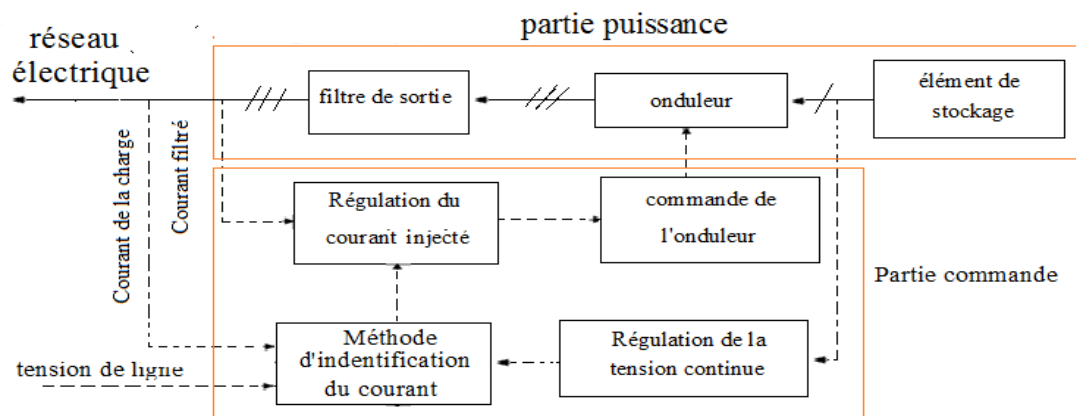 partie puissance
réseau
électrique
filtre de sortie
onduleur
élément de
stockage
Courant de la charge
Courant filtré
Régulation du
courant injecté
commande de
l'onduleur
Partie commande
Méthode
d'indentification
du courant
Régulation de la
tension continue
tension de ligne